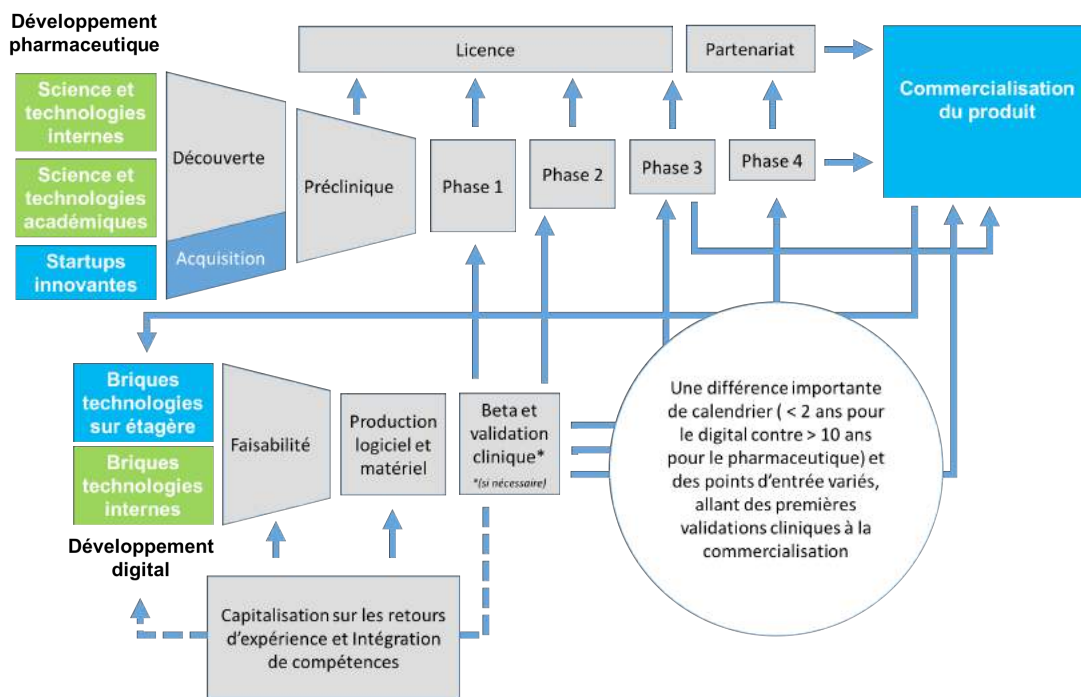 Développement
pharmaceutique
Licence
Partenariat
Commercialisation
du produit
Science et
technologies
internes
Science et
technologies
académiques
Startups
innovantes
Découverte
Acquisition
Préclinique
Phase 1
Phase 2
Phase 3
Phase 4
Briques
technologies
sur étagère
Briques
technologies
internes
Faisabilité
Production
logiciel et
matériel
Beta et
validation
clinique*
*(si nécessaire)
Une différence importante
de calendrier ( < 2 ans pour
le digital contre > 10 ans
pour le pharmaceutique) et
des points d’entrée variés,
allant des premières
validations cliniques à la
commercialisation
Développement
digital
Capitalisation sur les retours
d’expérience et Intégration
de compétences